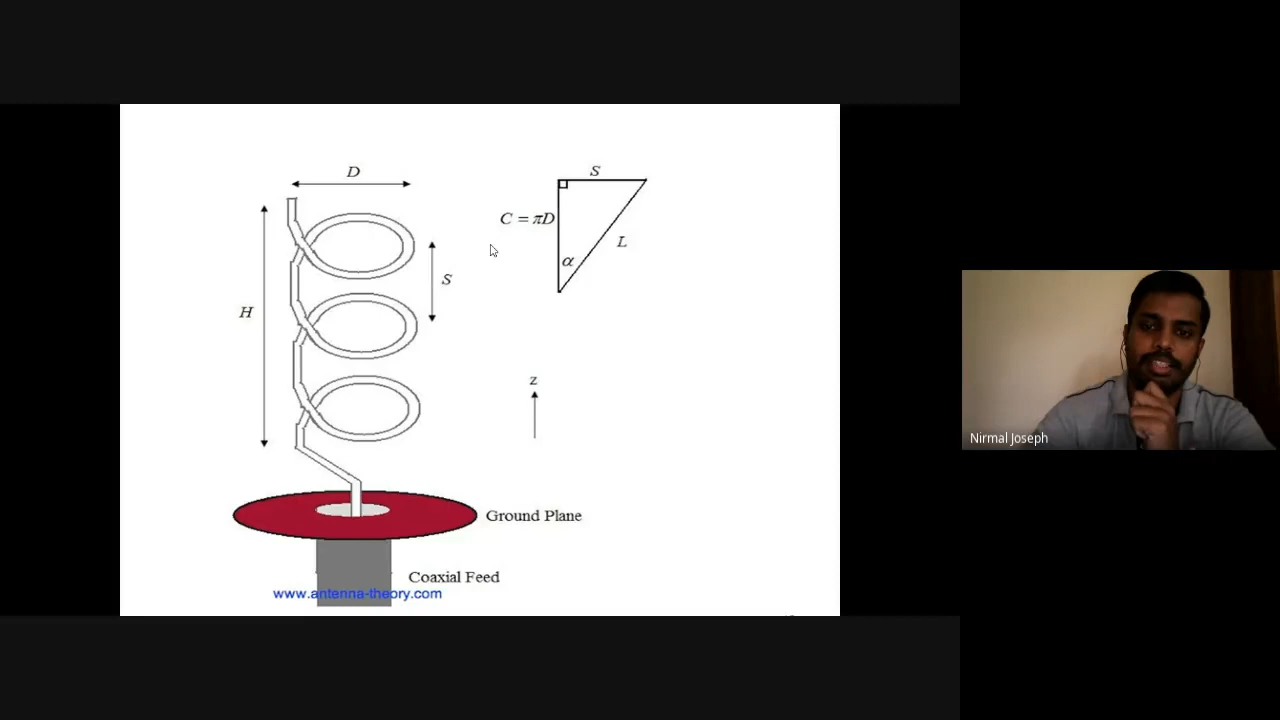 D
S
C = πD
L
α
S
H
z
Ground Plane
Coaxial Feed
www.antenna-theory.com
Nirmal Joseph